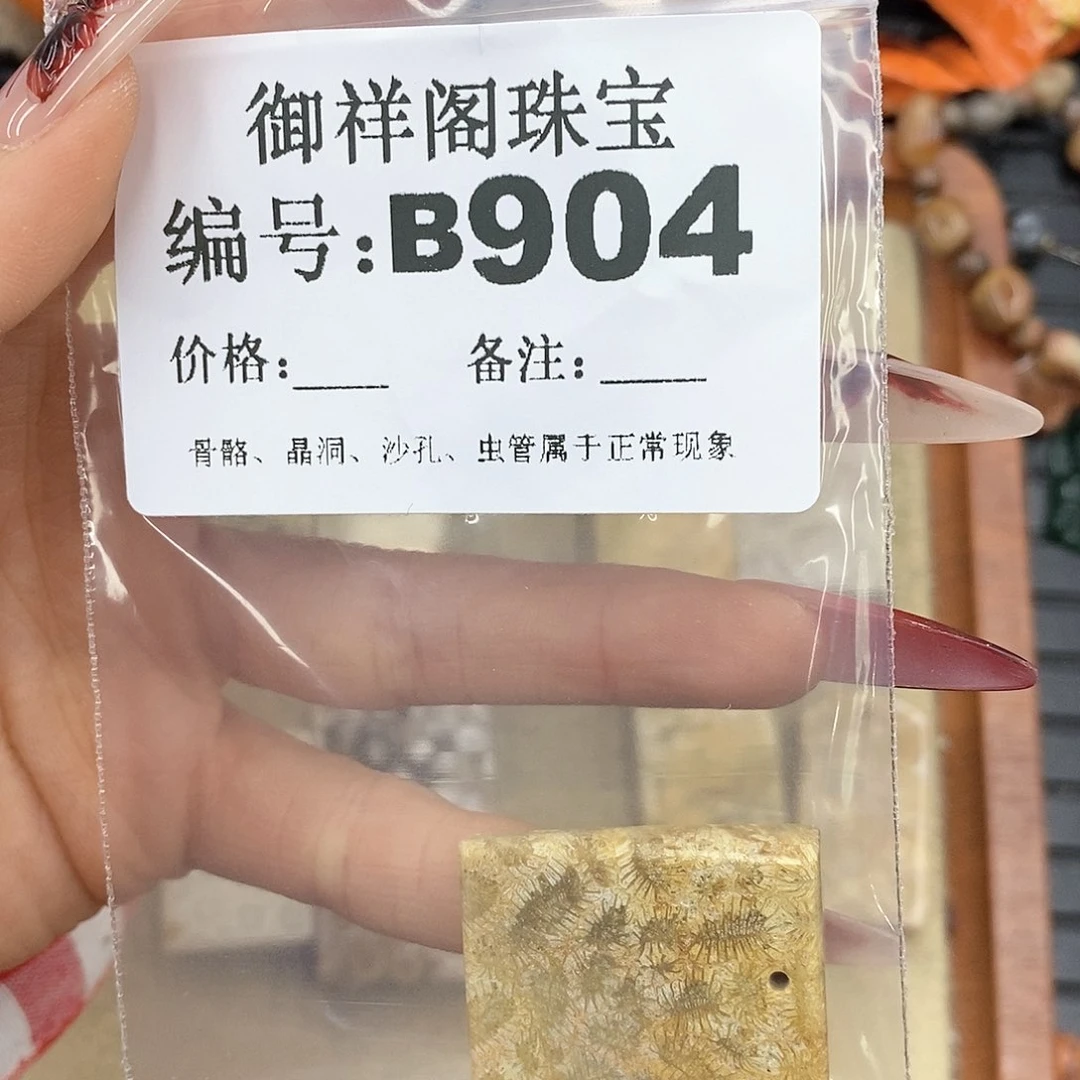 御祥阁珠宝
编号:B904
价格:____ 备注:____
骨骼、晶洞、沙孔、虫管属于正常现象